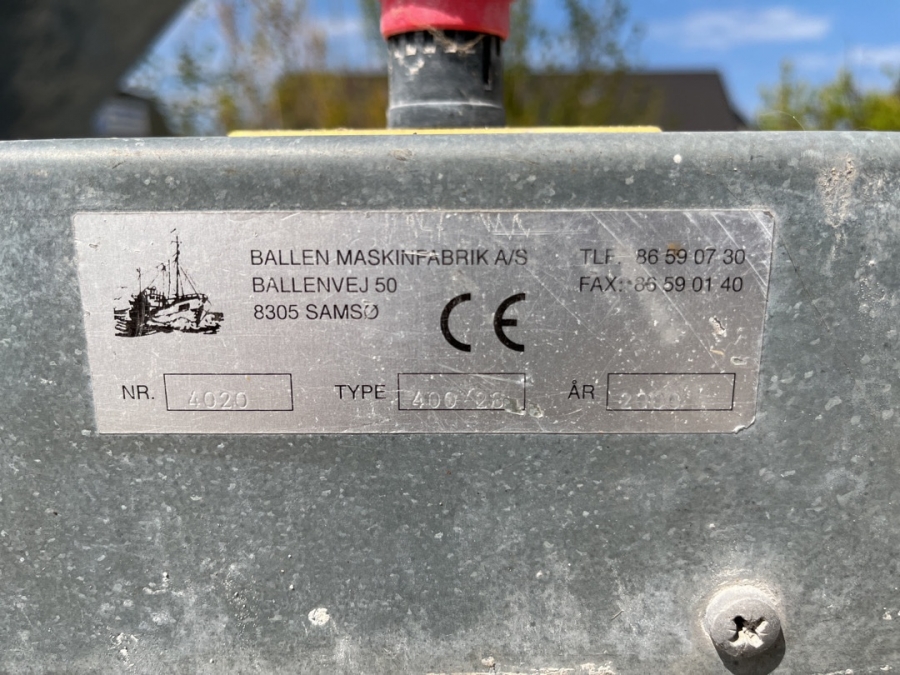 BALLEN MASKINFABRIK A/S
BALLENVEJ 50
8305 SAMSØ
TLF. 86 59 07 30
FAX: 86 59 01 40
CE
NR. 4020
TYPE 400
ÅR